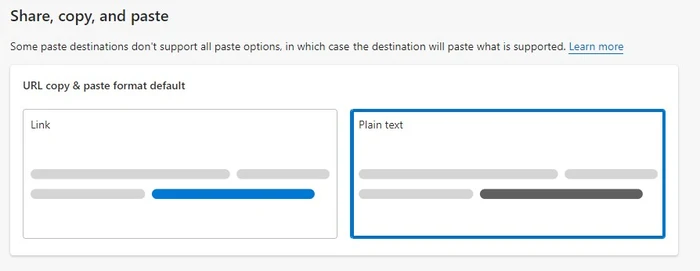 Share, copy, and paste
Some paste destinations don't support all paste options, in which case the destination will paste what is supported. Learn more
URL copy & paste format default
Link
Plain text